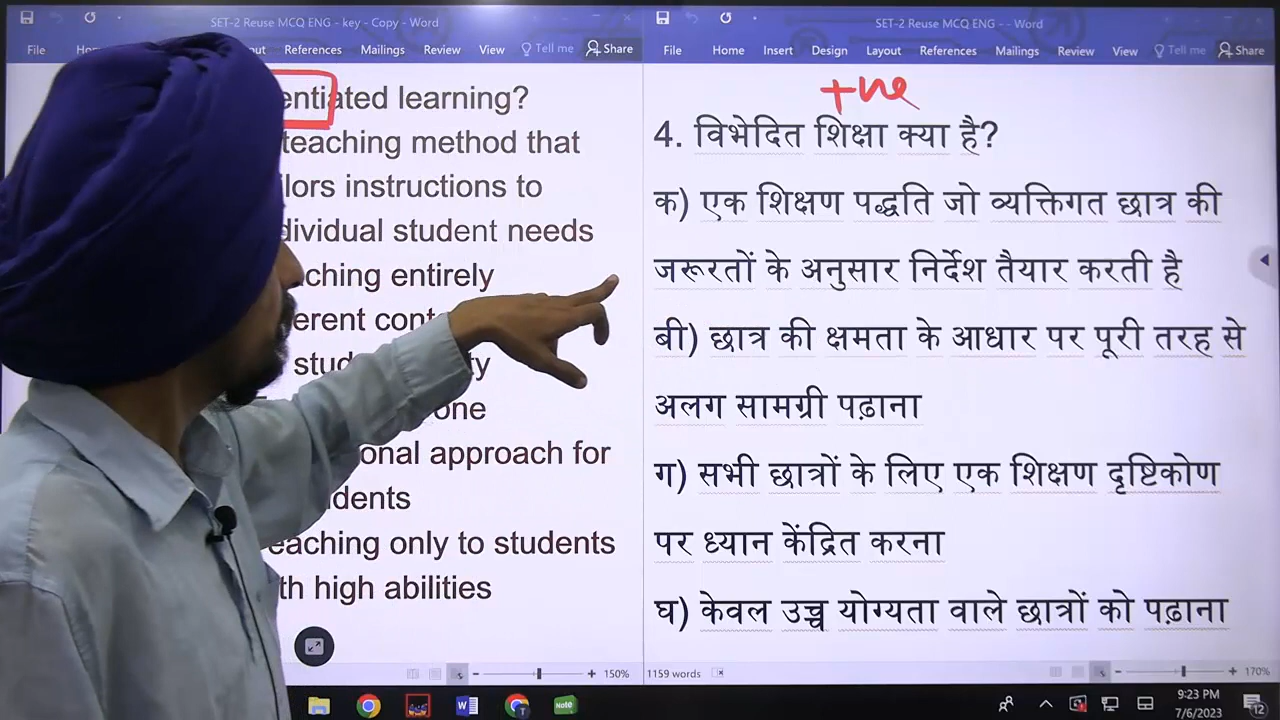 SET-2 Reuse MCQ ENG - key - Copy - Word
File
References Mailings Review View Tell me Share
entiated learning?
teaching method that
ilors instructions to
dividual student needs
aching entirely
erent
one
onal approach for
idents
eaching only to students
th high abilities
150%
SET-2 Reuse MCQ ENG - - Word
File Home Insert Design Layout References Mailings Review View Tell me Share
+ve
4. विभेदित शिक्षा क्या है?
क) एक शिक्षण पद्धति जो व्यक्तिगत छात्र की
जरूरतों के अनुसार निर्देश तैयार करती है
बी) छात्र की क्षमता के आधार पर पूरी तरह से
अलग सामग्री पढ़ाना
ग) सभी छात्रों के लिए एक शिक्षण दृष्टिकोण
पर ध्यान केंद्रित करना
घ) केवल उच्च योग्यता वाले छात्रों को पढ़ाना
1159 words
170%
Note
9:23 PM
7/6/2023
12